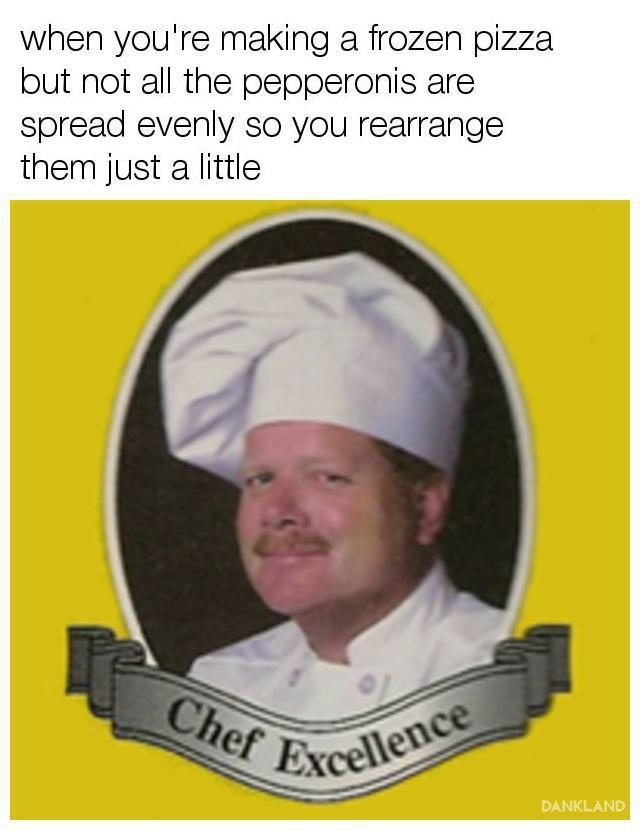 when you're making a frozen pizza
but not all the pepperonis are
spread evenly so you rearrange
them just a little
Chef Excellence
DANKLAND